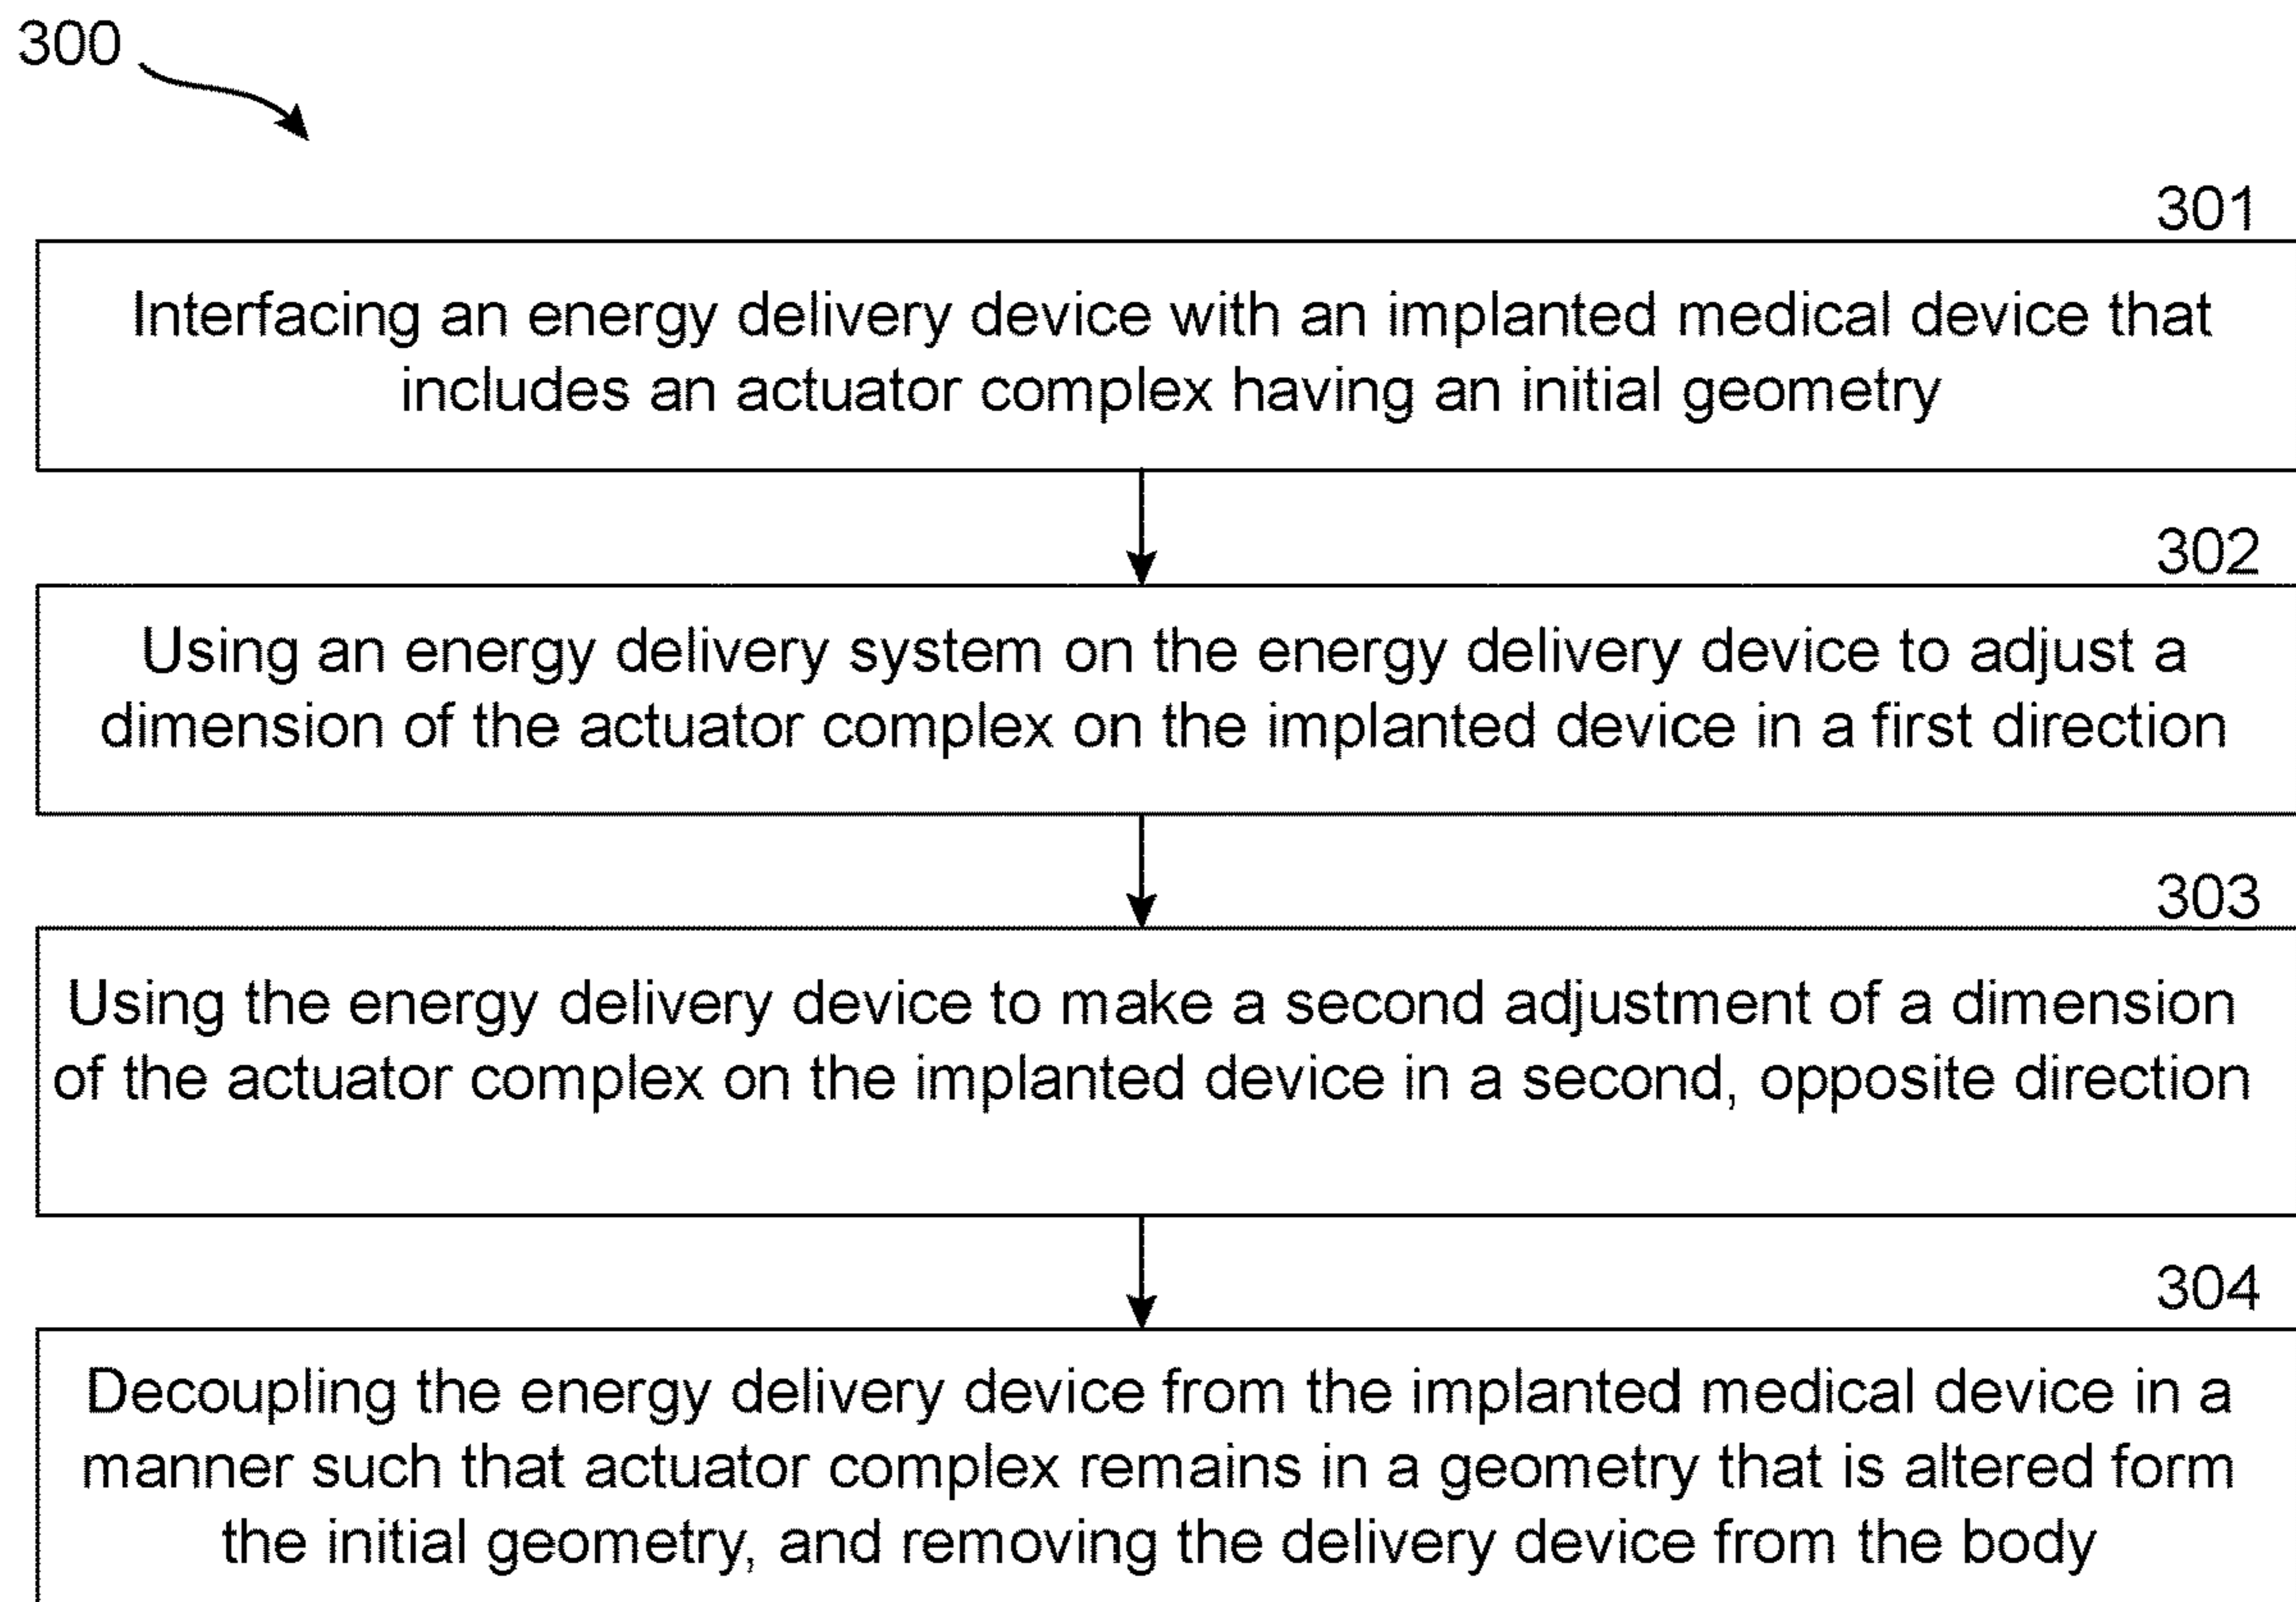 300
301
Interfacing an energy delivery device with an implanted medical device that
includes an actuator complex having an initial geometry
302
Using an energy delivery system on the energy delivery device to adjust a
dimension of the actuator complex on the implanted device in a first direction
303
Using the energy delivery device to make a second adjustment of a dimension
of the actuator complex on the implanted device in a second, opposite direction
304
Decoupling the energy delivery device from the implanted medical device in a
manner such that actuator complex remains in a geometry that is altered form
the initial geometry, and removing the delivery device from the body